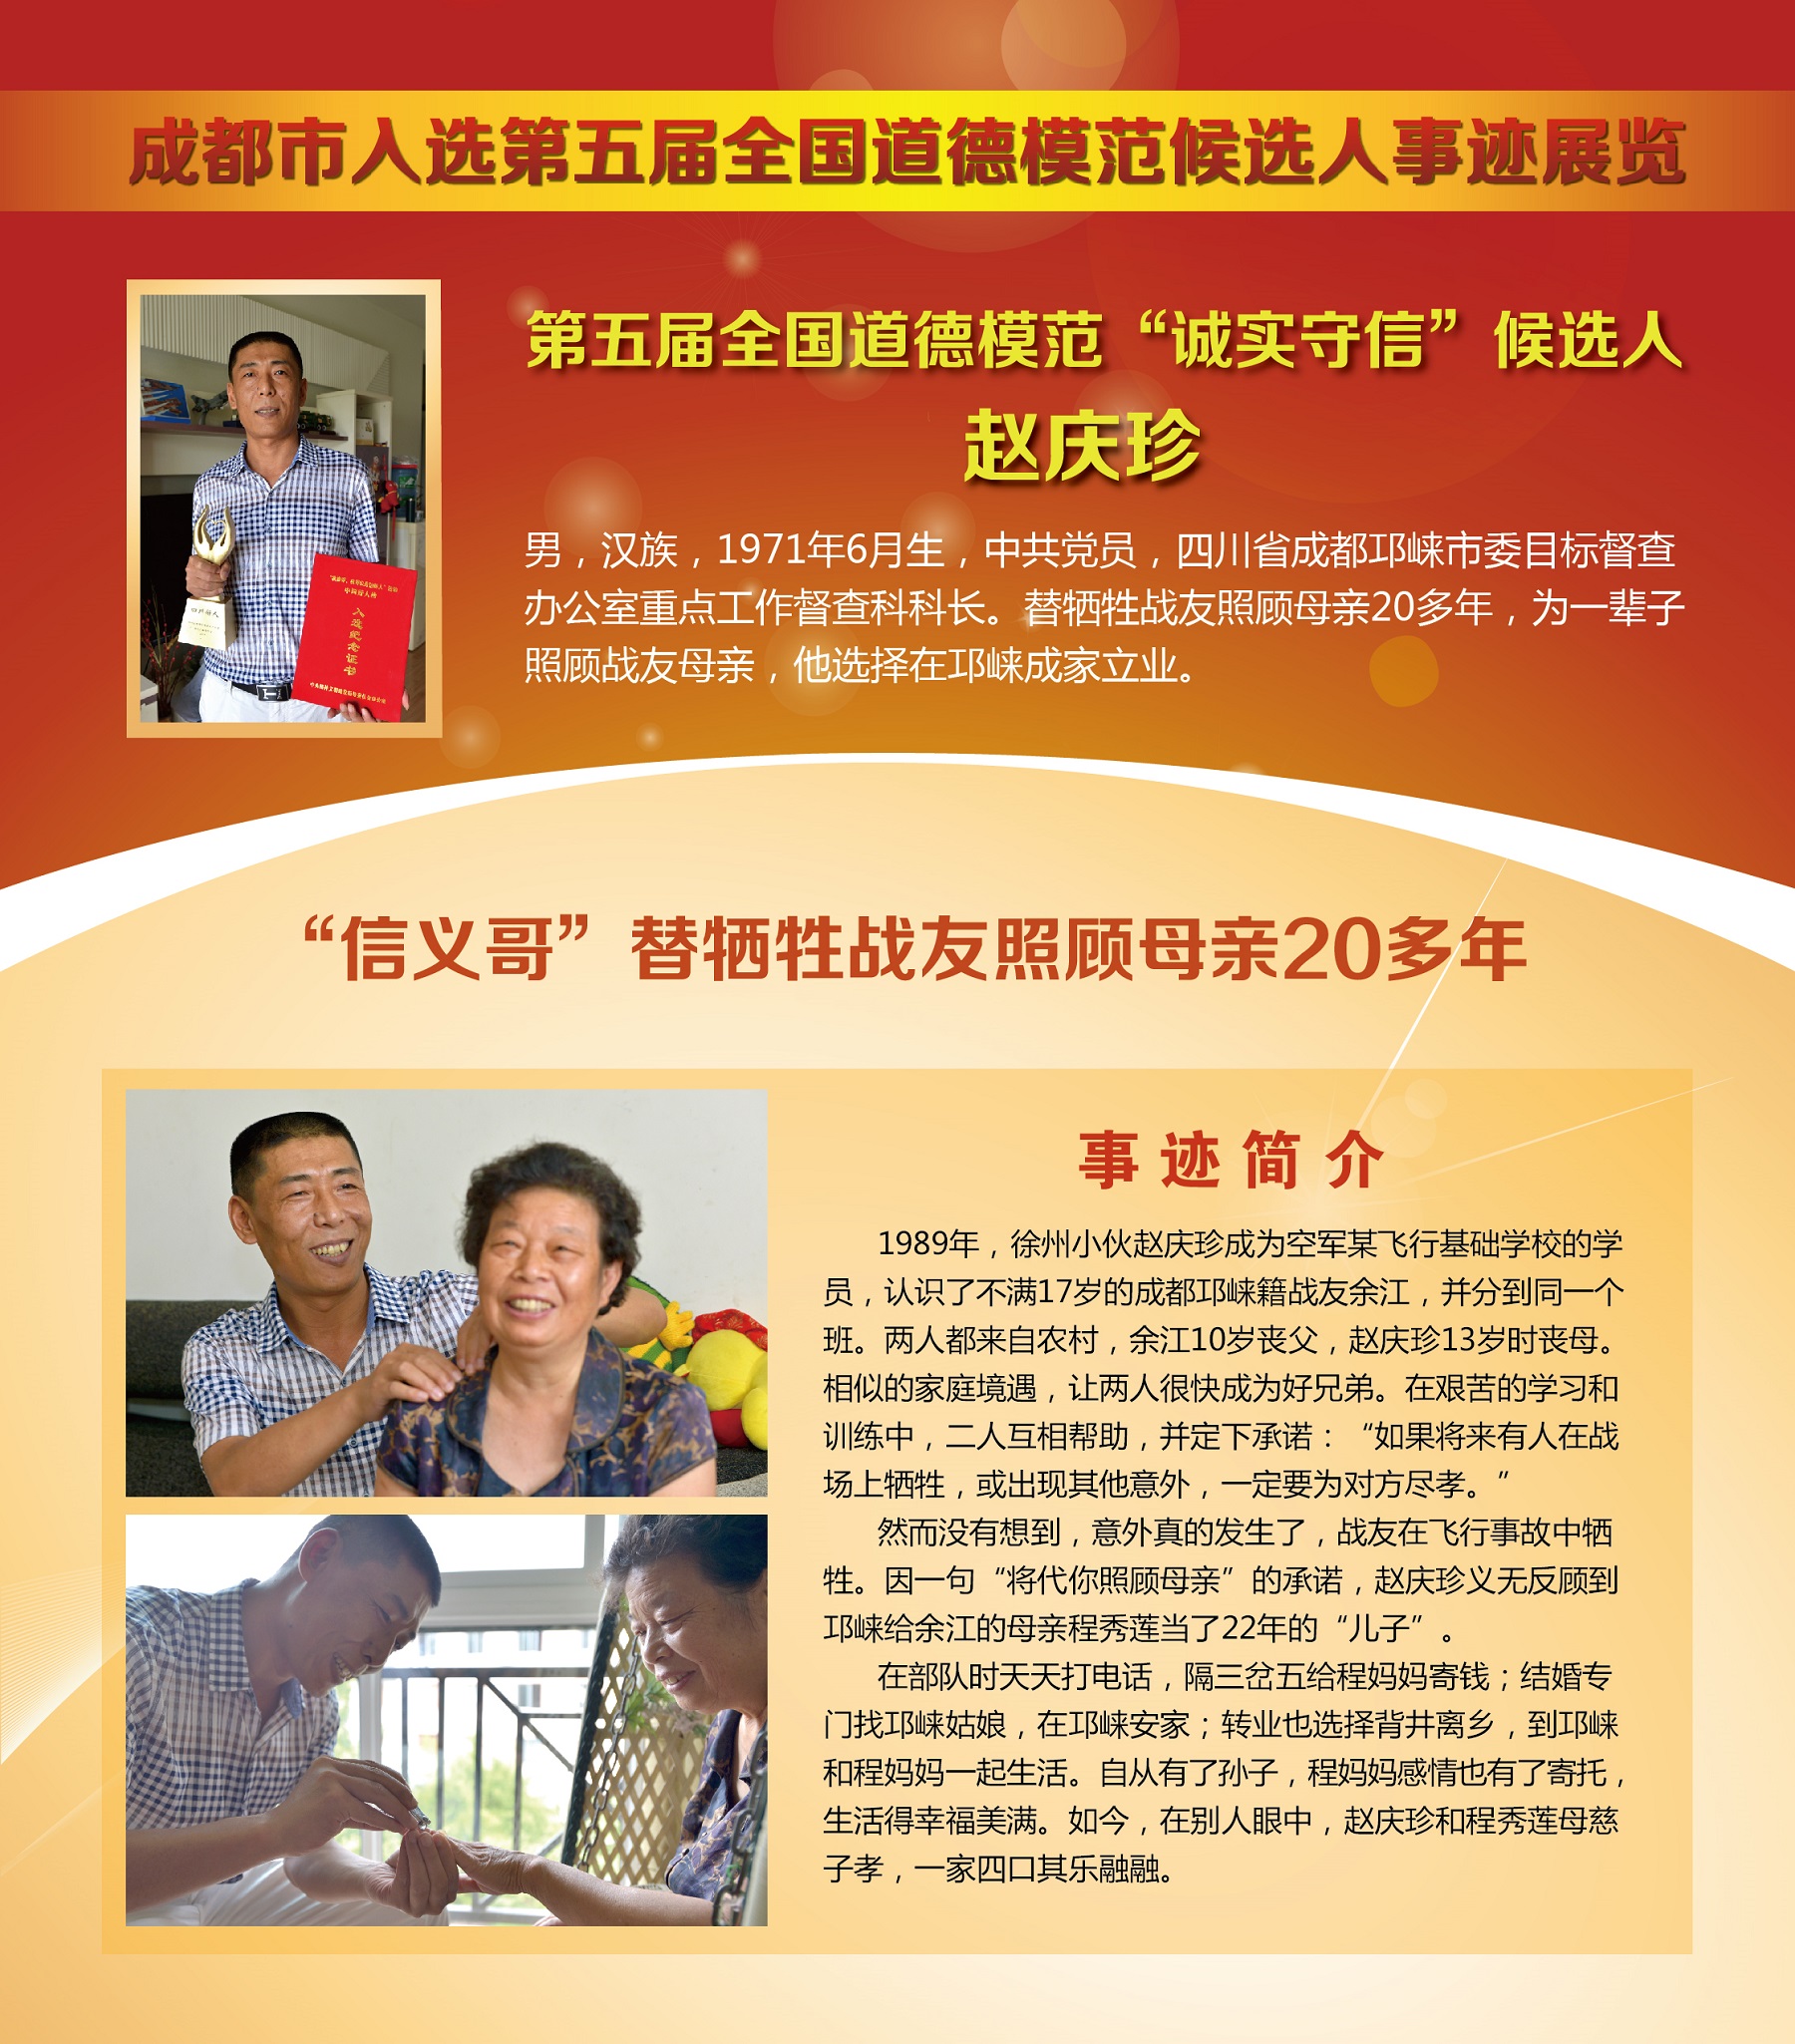 成都市入选第五届全国道德模范候选人事迹展览
第五届全国道德模范“诚实守信”候选人
赵庆珍
男，汉族，1971年6月生，中共党员，四川省成都邛崃市委目标督查
办公室重点工作督查科科长。替牺牲战友照顾母亲20多年，为一辈子
照顾战友母亲，他选择在邛崃成家立业。
四川好人
中国好人榜
入选纪念证书
“信义哥”替牺牲战友照顾母亲20多年
事迹简介
1989年，徐州小伙赵庆珍成为空军某飞行基础学校的学
员，认识了不满17岁的成都邛崃籍战友余江，并分到同一个
班。两人都来自农村，余江10岁丧父，赵庆珍13岁时丧母。
相似的家庭境遇，让两人很快成为好兄弟。在艰苦的学习和
训练中，二人互相帮助，并定下承诺：“如果将来有人在战
场上牺牲，或出现其他意外，一定要为对方尽孝。”
然而没有想到，意外真的发生了，战友在飞行事故中牺
牲。因一句“将代你照顾母亲”的承诺，赵庆珍义无反顾到
邛崃给余江的母亲程秀莲当了22年的“儿子”。
在部队时天天打电话，隔三岔五给程妈妈寄钱；结婚专
门找邛崃姑娘，在邛崃安家；转业也选择背井离乡，到邛崃
和程妈妈一起生活。自从有了孙子，程妈妈感情也有了寄托，
生活得幸福美满。如今，在别人眼中，赵庆珍和程秀莲母慈
子孝，一家四口其乐融融。